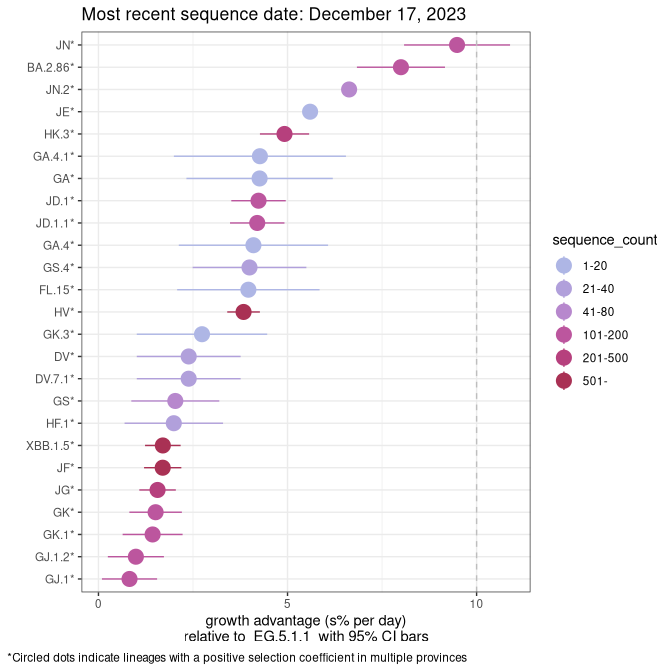 Most recent sequence date: December 17, 2023
JN*
BA.2.86*
JN.2*
JE*
HK.3*
GA.4.1*
GA*
JD.1*
JD.1.1*
GA.4*
GS.4*
FL.15*
HV*
GK.3*
DV*
DV.7.1*
GS*
HF.1*
XBB.1.5*
JF*
JG*
GK*
GK.1*
GJ.1.2*
GJ.1*
0 5 10
growth advantage (s% per day)
relative to EG.5.1.1 with 95% CI bars
sequence_count
1-20
21-40
41-80
101-200
201-500
501-
*Circled dots indicate lineages with a positive selection coefficient in multiple provinces